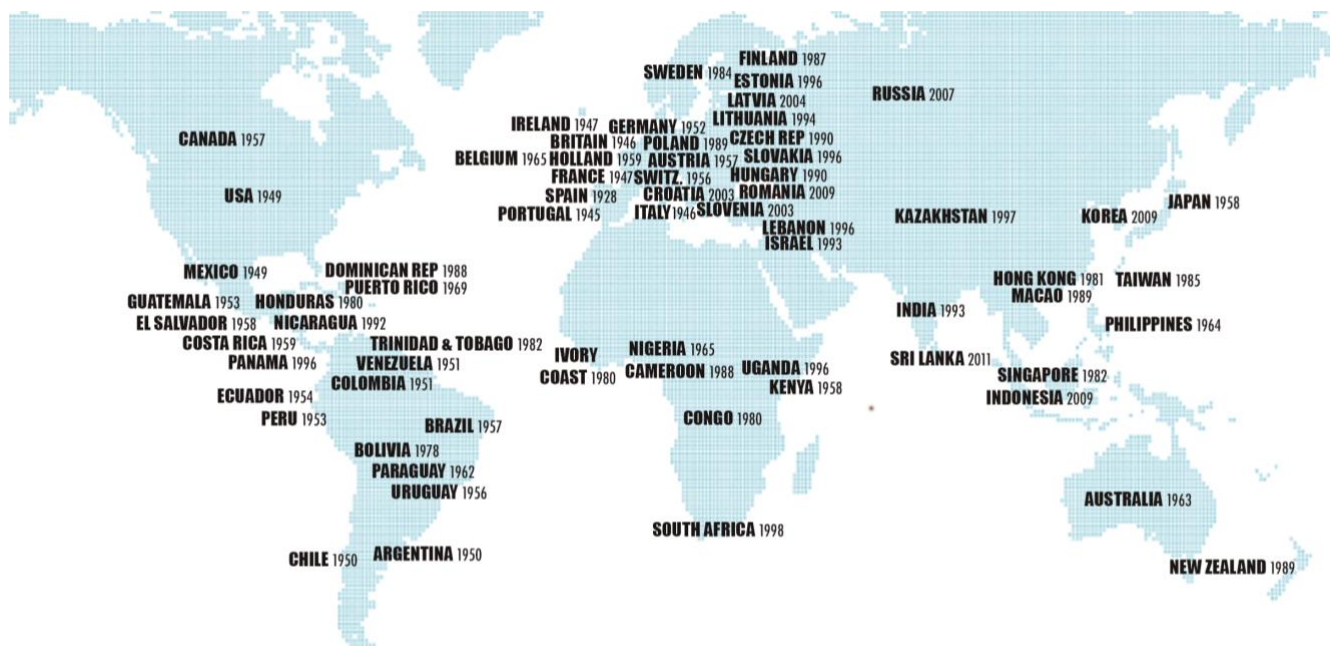 FINLAND 1987
SWEDEN 1984
ESTONIA 1996
RUSSIA 2007
LATVIA 2004
LITHUANIA 1994
IRELAND 1947
GERMANY 1952
CANADA 1957
BRITAIN 1946
POLAND 1989
CZECH REP 1990
BELGIUM 1965
HOLLAND 1959
AUSTRIA 1957
SLOVAKIA 1996
FRANCE 1947
SWITZ. 1956
HUNGARY 1990
USA 1949
SPAIN 1928
CROATIA 2003
ROMANIA 2009
JAPAN 1958
PORTUGAL 1945
ITALY 1946
SLOVENIA 2003
KAZAKHSTAN 1997
KOREA 2009
LEBANON 1996
ISRAEL 1993
MEXICO 1949
DOMINICAN REP 1988
HONG KONG 1981
TAIWAN 1985
PUERTO RICO 1969
MACAO 1989
GUATEMALA 1953
HONDURAS 1980
INDIA 1993
EL SALVADOR 1958
NICARAGUA 1992
PHILIPPINES 1964
COSTA RICA 1959
TRINIDAD & TOBAGO 1982
IVORY
COAST 1980
NIGERIA 1965
PANAMA 1996
VENEZUELA 1951
CAMEROON 1988
UGANDA 1996
SRI LANKA 2011
COLOMBIA 1951
KENYA 1958
SINGAPORE 1982
ECUADOR 1954
INDONESIA 2009
PERU 1953
BRAZIL 1957
CONGO 1980
BOLIVIA 1978
PARAGUAY 1962
URUGUAY 1956
AUSTRALIA 1963
SOUTH AFRICA 1998
CHILE 1950
ARGENTINA 1950
NEW ZEALAND 1989